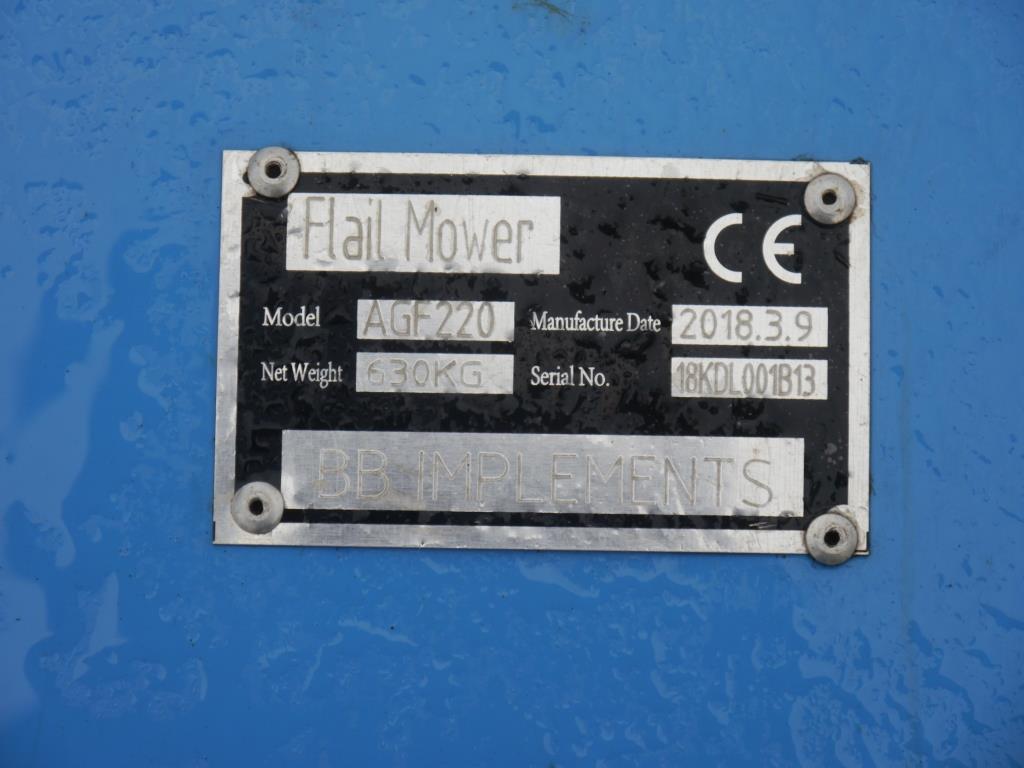 Flail Mower CE
Model AGF220 Manufacture Date 2018.3.9
Net Weight 630KG Serial No. 18KDL001B13
BB IMPLEMENTS